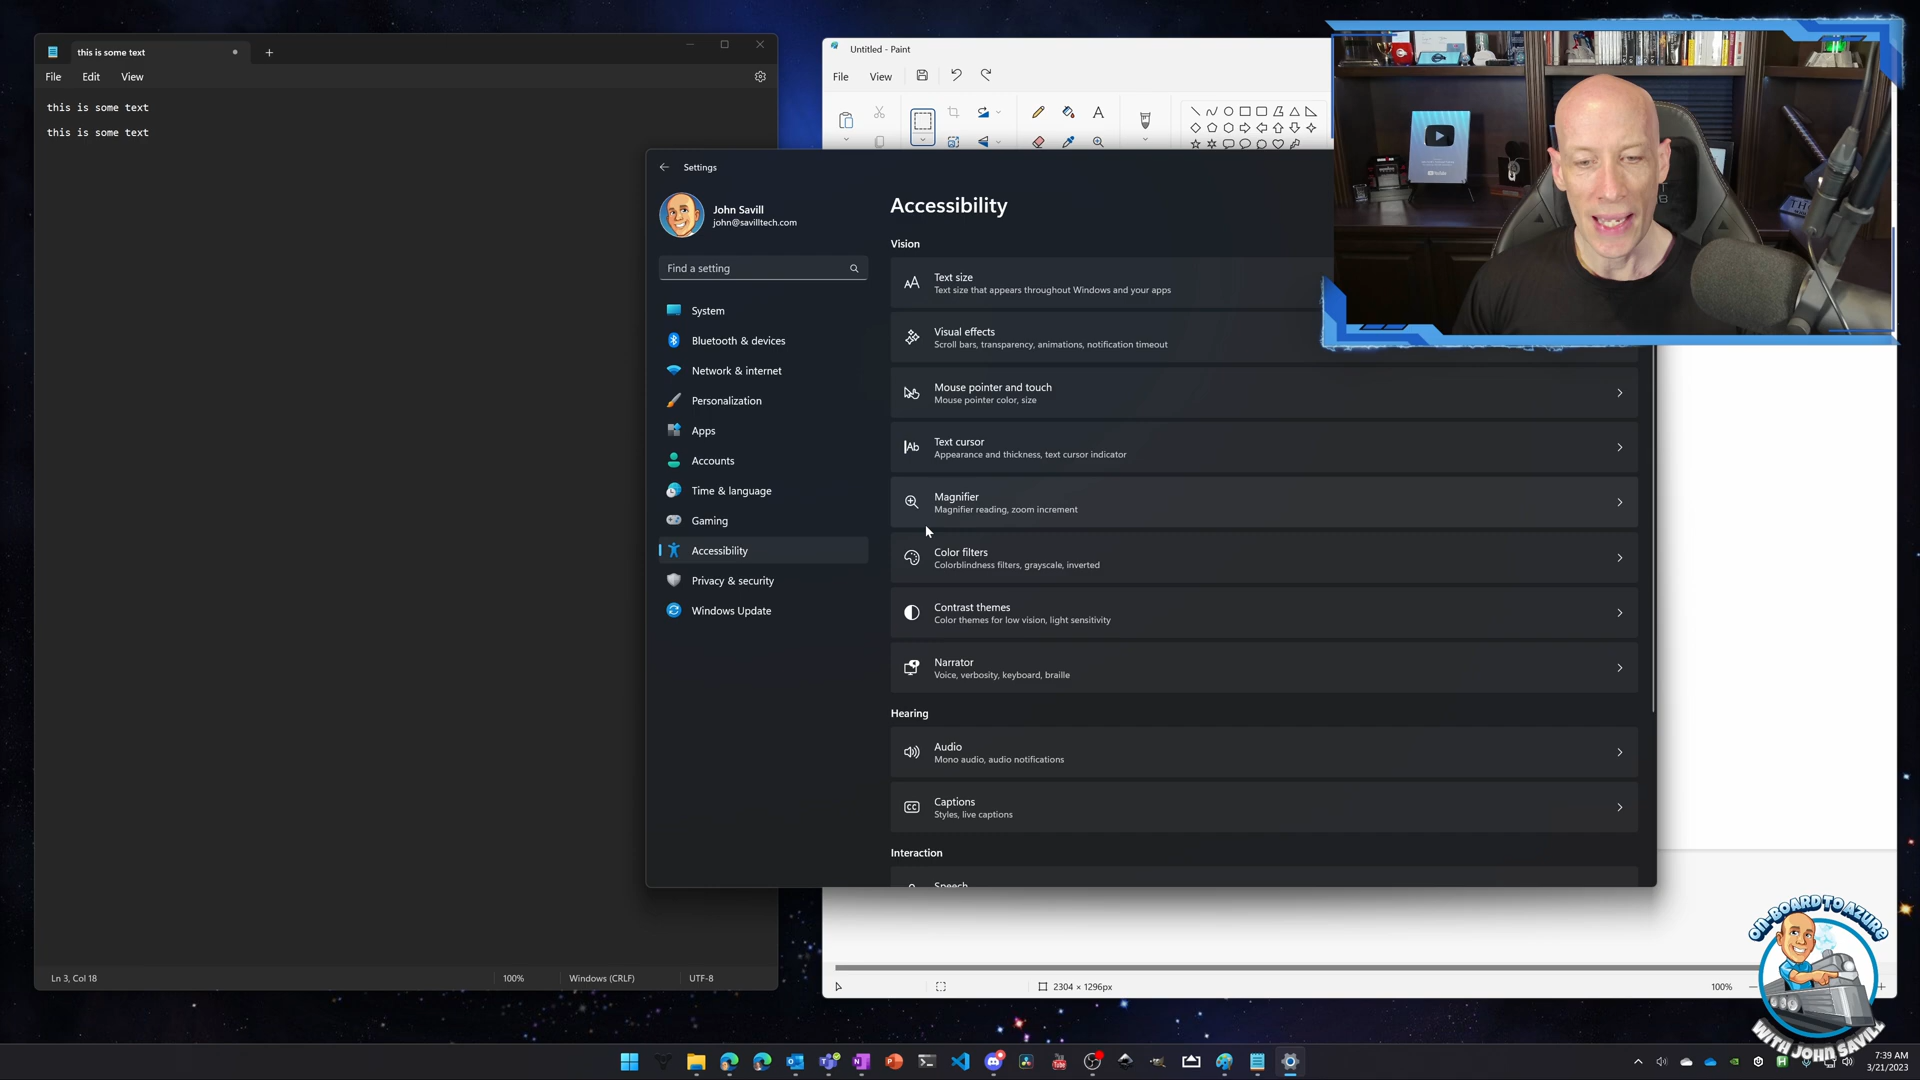 this is some text
File
Edit
View
this is some text
this is some text
Ln 3, Col 18
100%
Windows (CRLF)
UTF-8
Untitled - Paint
File
View
Settings
John Savill
john@savilltech.com
Find a setting
System
Bluetooth & devices
Network & internet
Personalization
Apps
Accounts
Time & language
Gaming
Accessibility
Privacy & security
Windows Update
Accessibility
Vision
Text size
Text size that appears throughout Windows and your apps
Visual effects
Scroll bars, transparency, animations, notification timeout
Mouse pointer and touch
Mouse pointer color, size
Text cursor
Appearance and thickness, text cursor indicator
Magnifier
Magnifier reading, zoom increment
Color filters
Colorblindness filters, grayscale, inverted
Contrast themes
Color themes for low vision, light sensitivity
Narrator
Voice, verbosity, keyboard, braille
Hearing
Audio
Mono audio, audio notifications
Captions
Styles, live captions
Interaction
Speech
2304 × 1296px
100%
ON-BOARD TO AZURE
WITH JOHN SAVILL
7:39 AM
3/21/2023